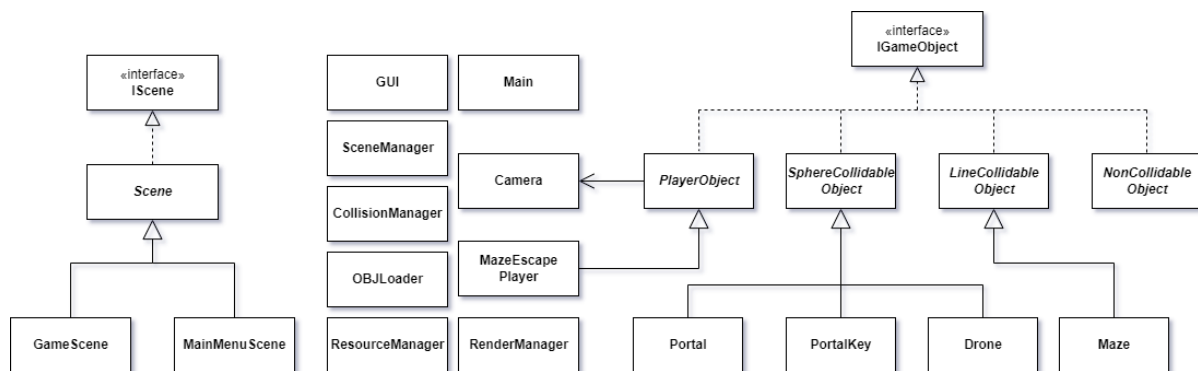 «interface»
IScene
Scene
GameScene
MainMenuScene
GUI
Main
SceneManager
CollisionManager
OBJLoader
ResourceManager
Camera
MazeEscape
Player
RenderManager
«interface»
IGameObject
PlayerObject
SphereCollidable
Object
LineCollidable
Object
NonCollidable
Object
Portal
PortalKey
Drone
Maze